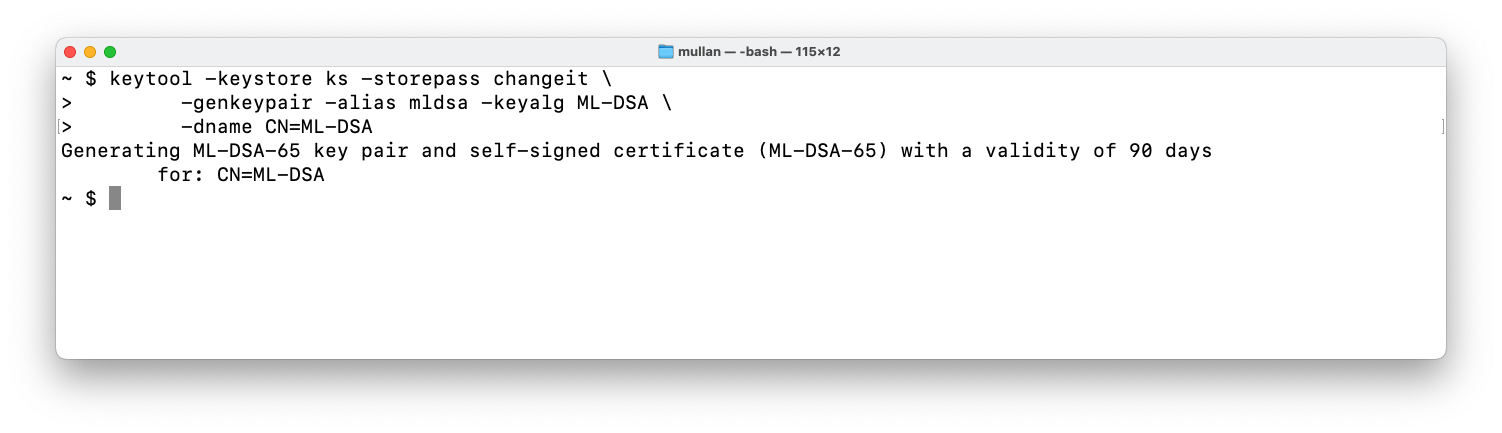 mullan — -bash — 115×12
~ $ keytool -keystore ks -storepass changeit \
>         -genkeypair -alias mldsa -keyalg ML-DSA \
[>         -dname CN=ML-DSA ]
Generating ML-DSA-65 key pair and self-signed certificate (ML-DSA-65) with a validity of 90 days
        for: CN=ML-DSA
~ $